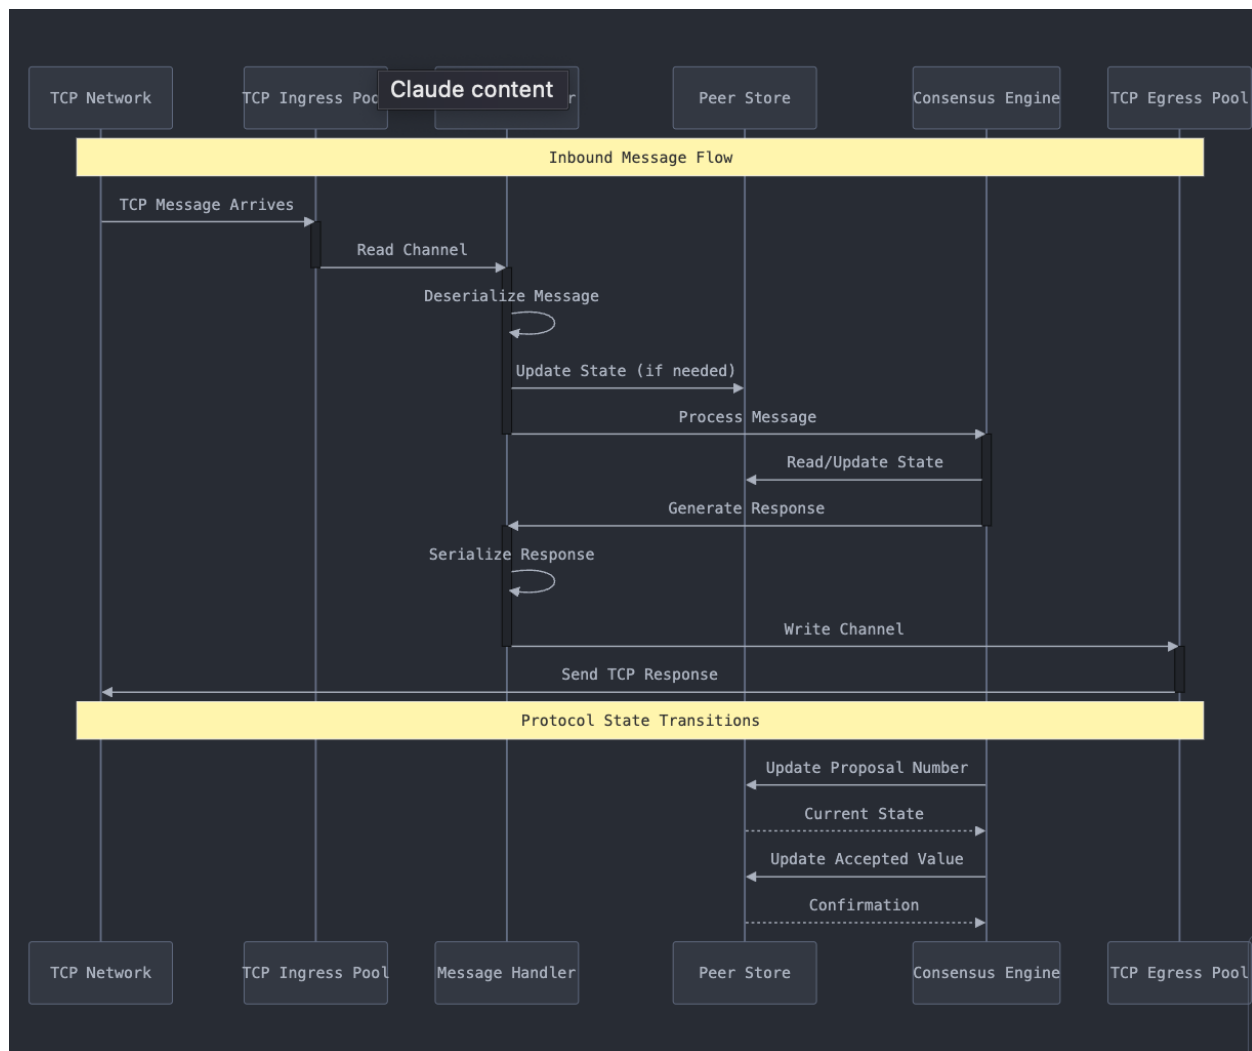 TCP Network
TCP Ingress
Claude content
Peer Store
Consensus Engine
TCP Egress Pool
Inbound Message Flow
TCP Message Arrives
Read Channel
Deserialize Message
Update State (if needed)
Process Message
Read/Update State
Generate Response
Serialize Response
Write Channel
Send TCP Response
Protocol State Transitions
Update Proposal Number
Current State
Update Accepted Value
Confirmation
TCP Network
TCP Ingress Pool
Message Handler
Peer Store
Consensus Engine
TCP Egress Pool